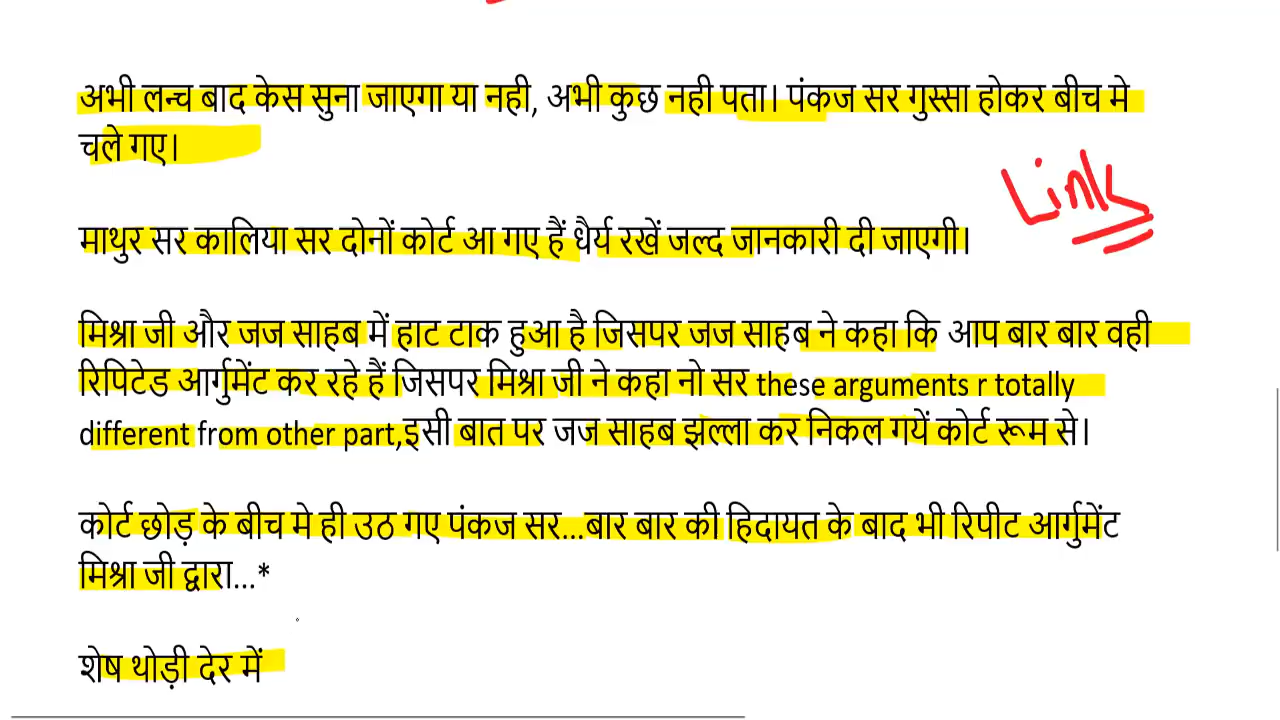 अभी लन्च बाद केस सुना जाएगा या नही, अभी कुछ नही पता। पंकज सर गुस्सा होकर बीच मे
चले गए।
Link
माथुर सर कालिया सर दोनों कोर्ट आ गए हैं धैर्य रखें जल्द जानकारी दी जाएगी।
मिश्रा जी और जज साहब में हाट टाक हुआ है जिसपर जज साहब ने कहा कि आप बार बार वही
रिपिटेड आर्गुमेंट कर रहे हैं जिसपर मिश्रा जी ने कहा नो सर these arguments r totally
different from other part,इसी बात पर जज साहब झल्ला कर निकल गयें कोर्ट रूम से।
कोर्ट छोड़ के बीच मे ही उठ गए पंकज सर...बार बार की हिदायत के बाद भी रिपीट आर्गुमेंट
मिश्रा जी द्वारा...*
शेष थोड़ी देर में